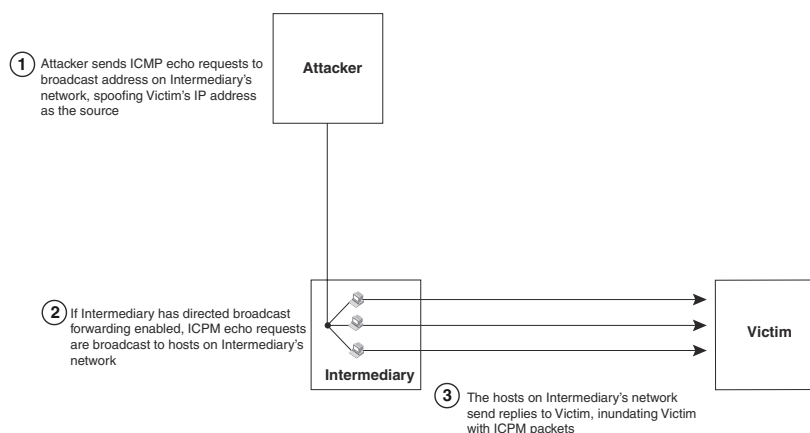 1
Attacker sends ICMP echo requests to
broadcast address on Intermediary's
network, spoofing Victim's IP address
as the source
Attacker
2
If Intermediary has directed broadcast
forwarding enabled, ICPM echo requests
are broadcast to hosts on Intermediary's
network
Intermediary
Victim
3
The hosts on Intermediary's network
send replies to Victim, inundating Victim
with ICPM packets